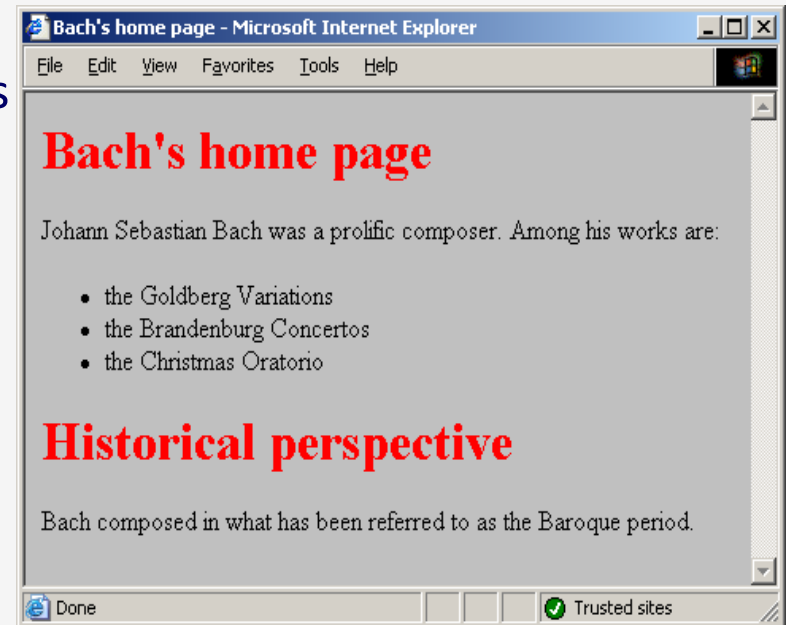 Bach's home page - Microsoft Internet Explorer
File Edit View Favorites Tools Help
s
Bach's home page
Johann Sebastian Bach was a prolific composer. Among his works are:
• the Goldberg Variations
• the Brandenburg Concertos
• the Christmas Oratorio
Historical perspective
Bach composed in what has been referred to as the Baroque period.
Done Trusted sites